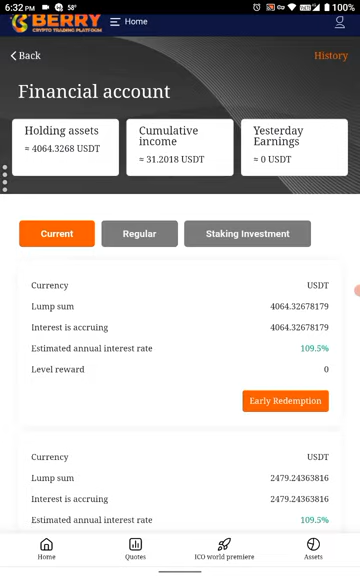 6:32 PM 58° 100%
BERRY Home
CRYPTO TRADING PLATFORM
Back History
Financial account
Holding assets
≈ 4064.3268 USDT
Cumulative income
≈ 31.2018 USDT
Yesterday Earnings
≈ 0 USDT
Current Regular Staking Investment
Currency USDT
Lump sum 4064.32678179
Interest is accruing 4064.32678179
Estimated annual interest rate 109.5%
Level reward 0
Early Redemption
Currency USDT
Lump sum 2479.24363816
Interest is accruing 2479.24363816
Estimated annual interest rate 109.5%
Home Quotes ICO world premiere Assets